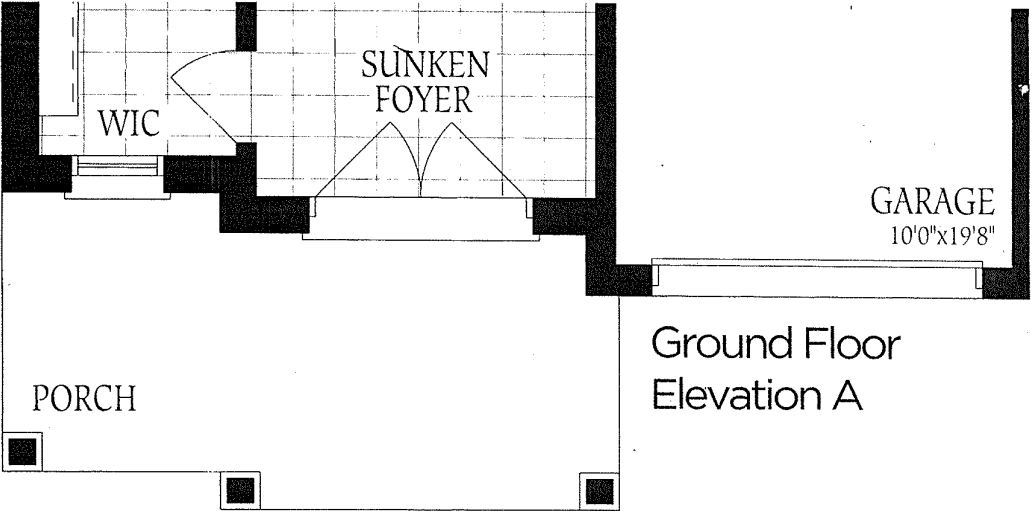 SUNKEN
FOYER
WIC
GARAGE
10'0"x19'8"
Ground Floor
Elevation A
PORCH